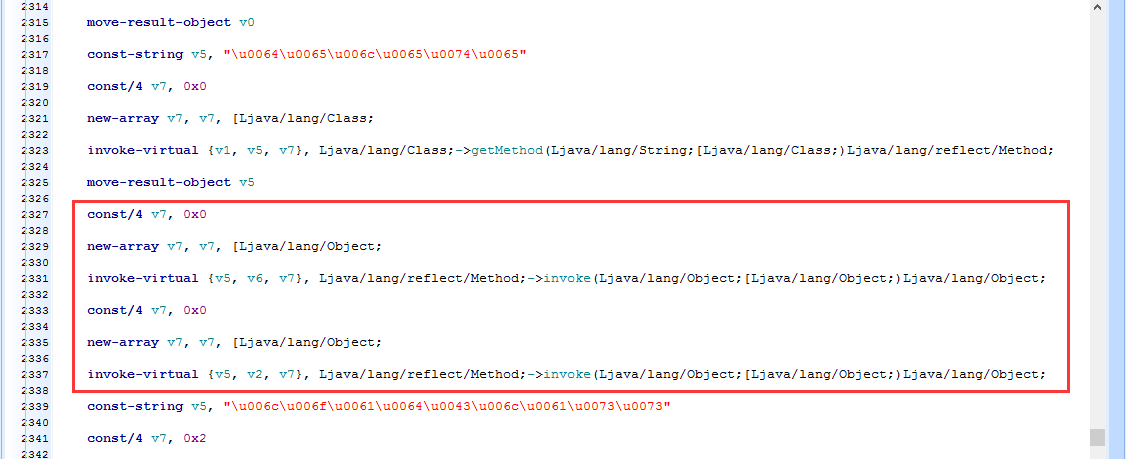 2314
2315 move-result-object v0
2316
2317 const-string v5, "\u0064\u0065\u006c\u0065\u0074\u0065"
2318
2319 const/4 v7, 0x0
2320
2321 new-array v7, v7, [Ljava/lang/Class;
2322
2323 invoke-virtual {v1, v5, v7}, Ljava/lang/Class;->getMethod(Ljava/lang/String;[Ljava/lang/Class;)Ljava/lang/reflect/Method;
2324
2325 move-result-object v5
2326
2327 const/4 v7, 0x0
2328
2329 new-array v7, v7, [Ljava/lang/Object;
2330
2331 invoke-virtual {v5, v6, v7}, Ljava/lang/reflect/Method;->invoke(Ljava/lang/Object;[Ljava/lang/Object;)Ljava/lang/Object;
2332
2333 const/4 v7, 0x0
2334
2335 new-array v7, v7, [Ljava/lang/Object;
2336
2337 invoke-virtual {v5, v2, v7}, Ljava/lang/reflect/Method;->invoke(Ljava/lang/Object;[Ljava/lang/Object;)Ljava/lang/Object;
2338
2339 const-string v5, "\u006c\u006f\u0061\u0064\u0043\u006c\u0061\u0073\u0073"
2340
2341 const/4 v7, 0x2
2342